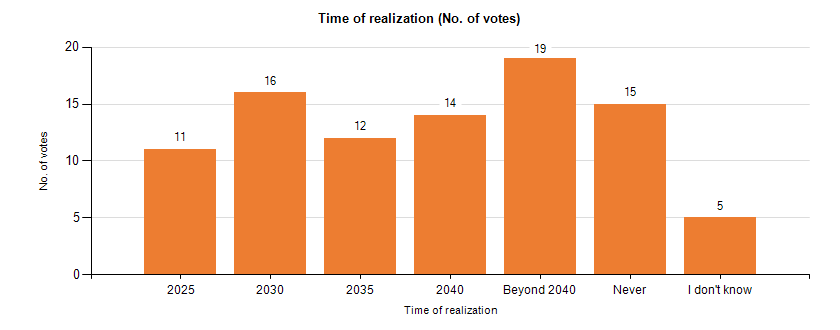 Time of realization (No. of votes)
No. of votes
20
15
10
5
0
11
16
12
14
19
15
5
2025
2030
2035
2040
Beyond 2040
Never
I don't know
Time of realization